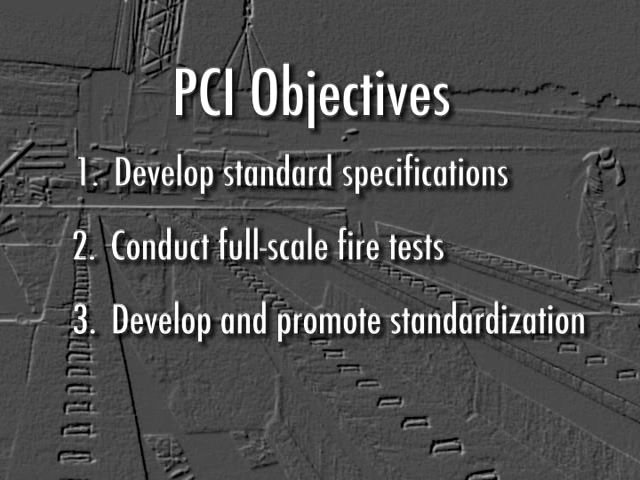 PCI Objectives
1. Develop standard specifications
2. Conduct full-scale fire tests
3. Develop and promote standardization